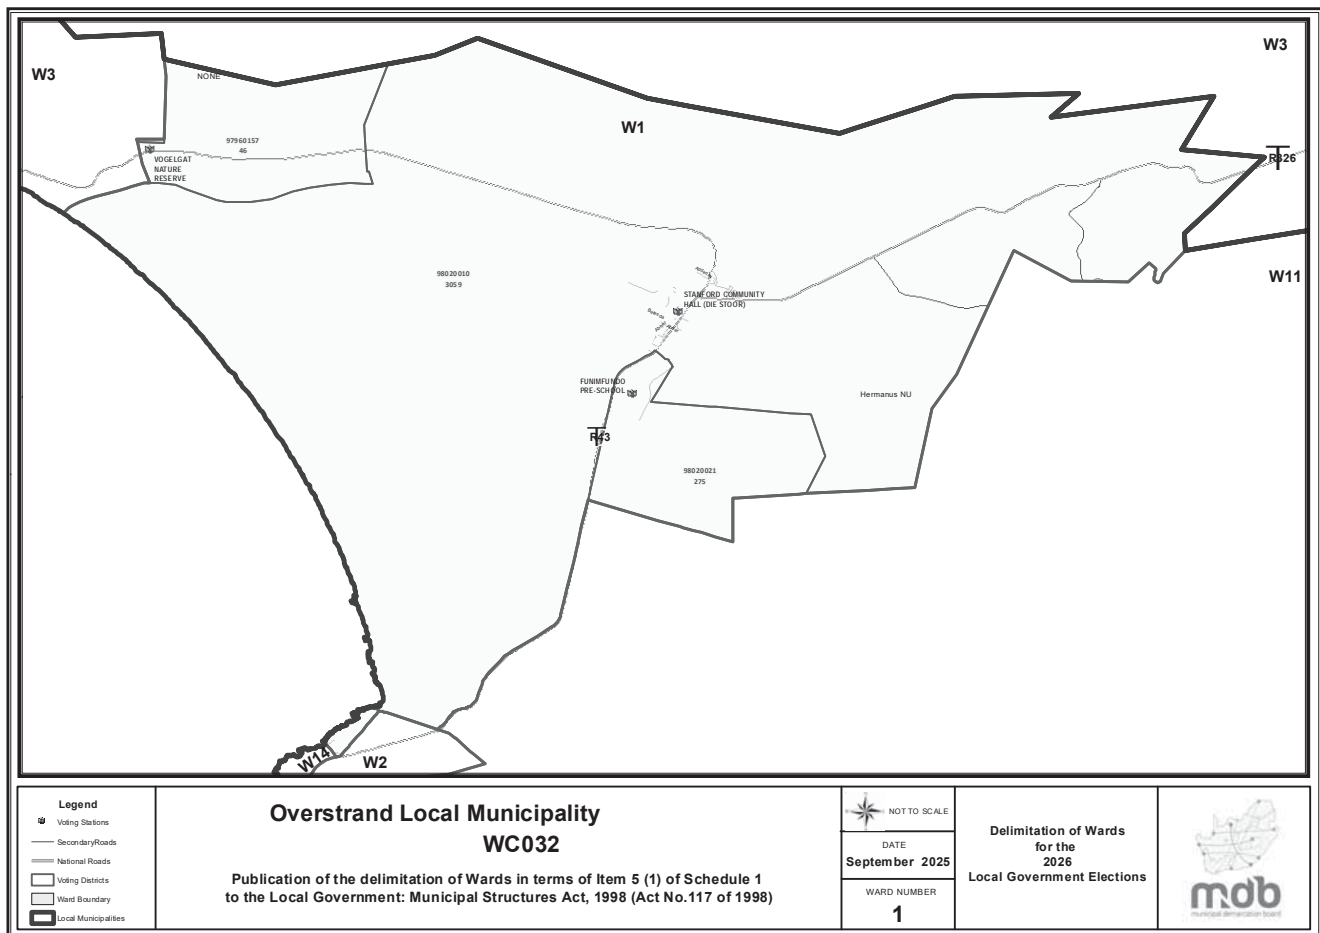 W3
W3
NONE
W1
97960157
46
VOGELGAT
NATURE
RESERVE
R326
W11
98020010
3059
STANFORD COMMUNITY
HALL (DIE STOOR)
FUNIMFUNDO
PRE-SCHOOL
Hermanus NU
R43
98020021
275
W14
W2
Legend
Voting Stations
SecondaryRoads
National Roads
Voting Districts
Ward Boundary
Local Municipalities
Overstrand Local Municipality
WC032
Publication of the delimitation of Wards in terms of Item 5 (1) of Schedule 1
to the Local Government: Municipal Structures Act, 1998 (Act No.117 of 1998)
NOT TO SCALE
DATE
September 2025
WARD NUMBER
1
Delimitation of Wards
for the
2026
Local Government Elections
mdb
municipal demarcation board